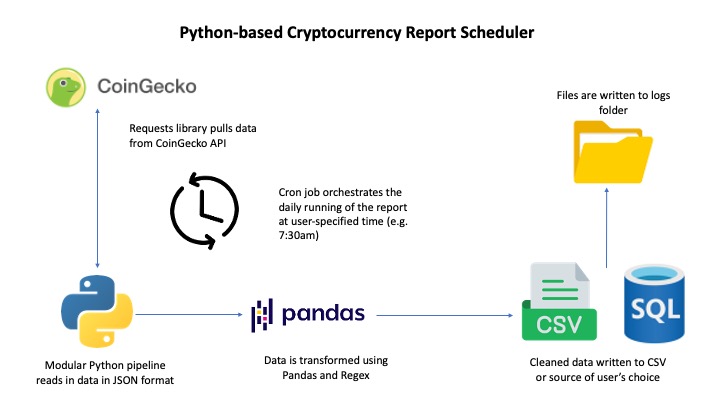 Python-based Cryptocurrency Report Scheduler
CoinGecko
Requests library pulls data
from CoinGecko API
Files are written to logs
folder
Cron job orchestrates the
daily running of the report
at user-specified time (e.g.
7:30am)
pandas
CSV
SQL
Modular Python pipeline
reads in data in JSON format
Data is transformed using
Pandas and Regex
Cleaned data written to CSV
or source of user's choice